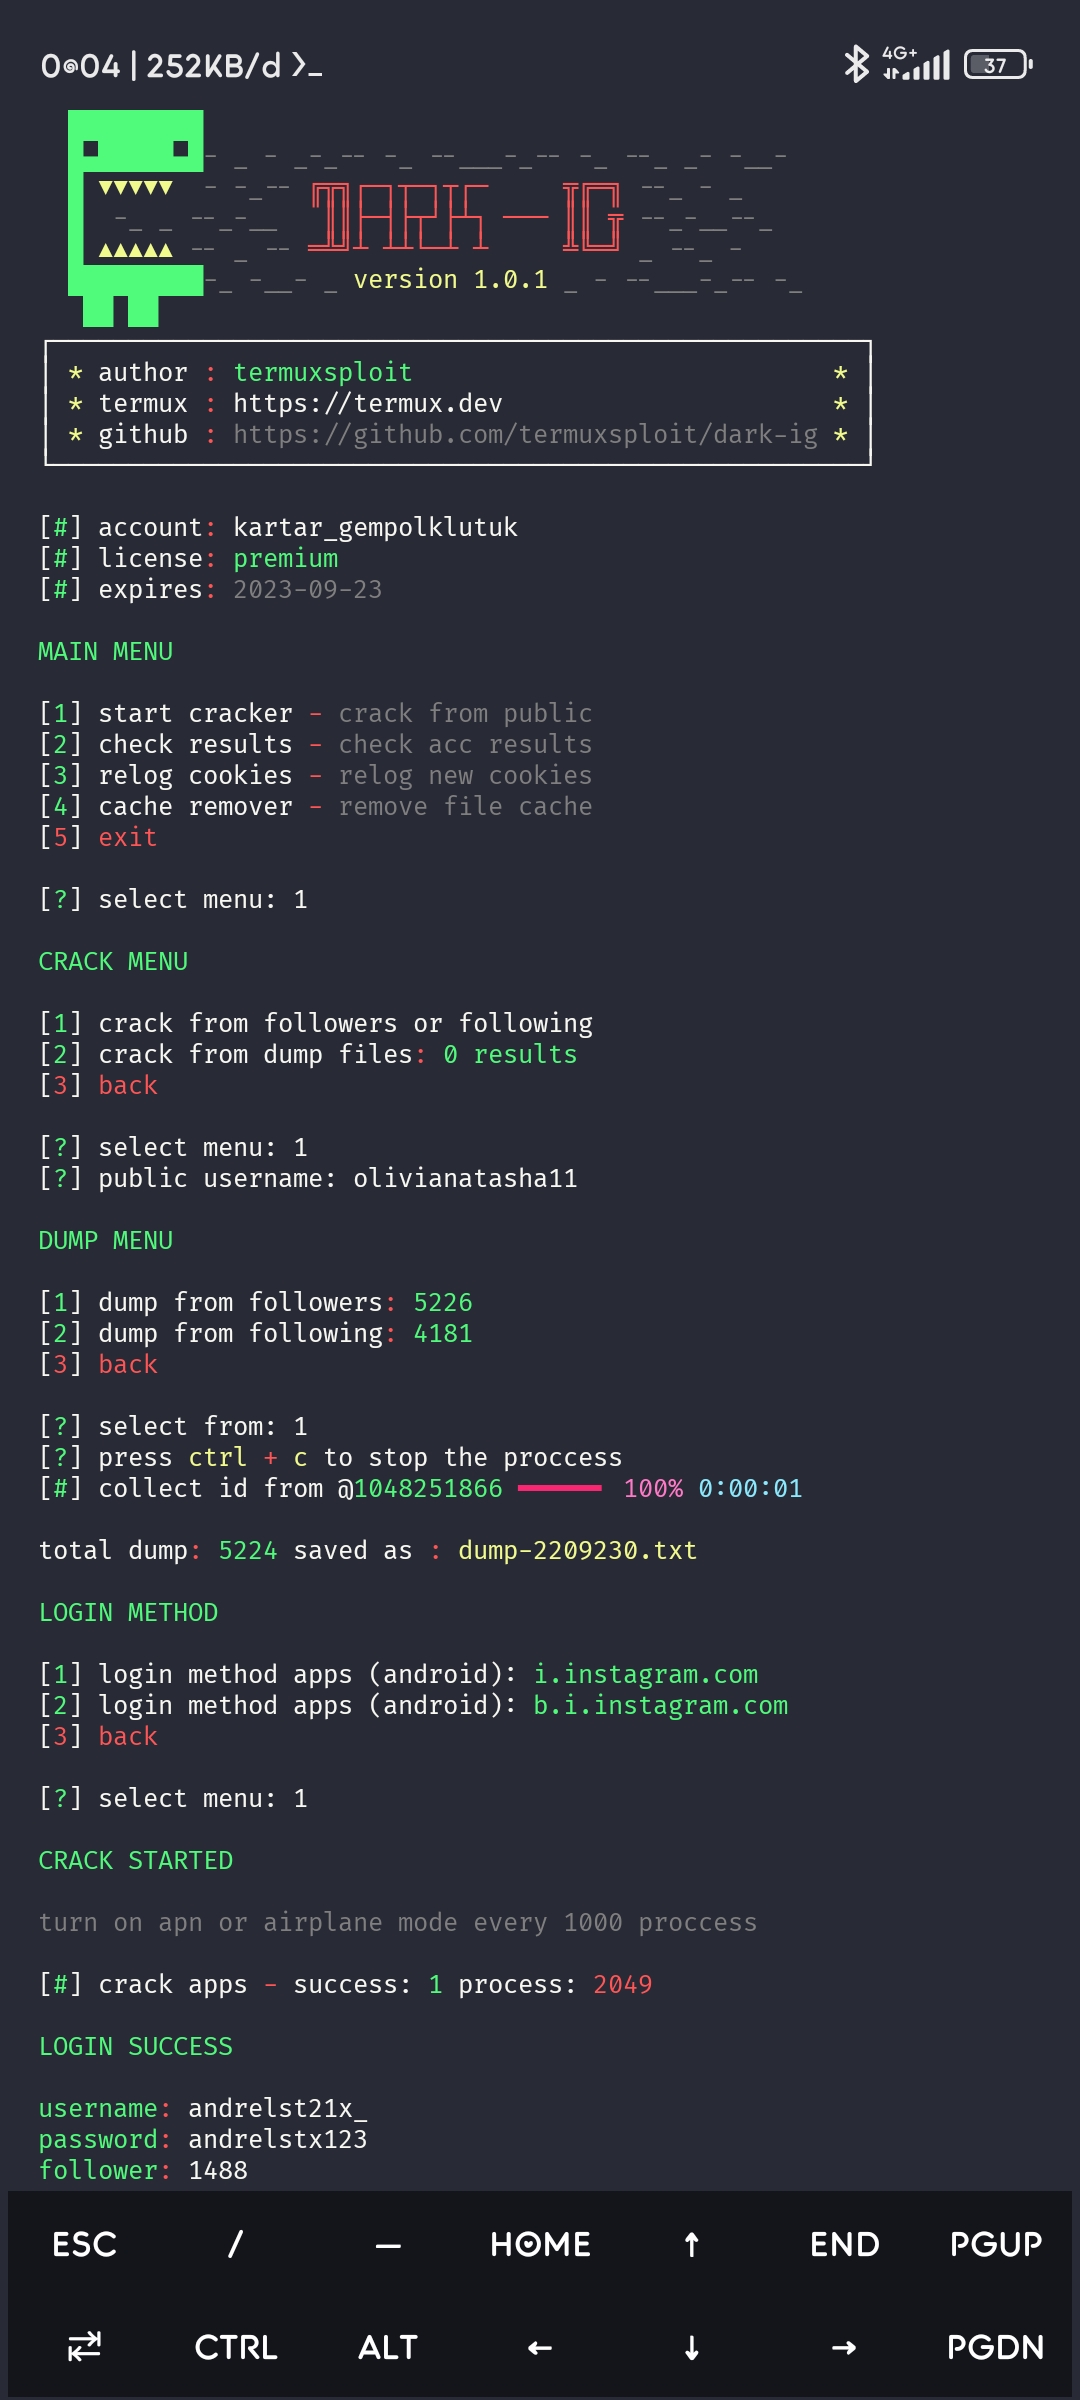 0:04 | 252KB/d >_
4G+
37
DARK - IG
version 1.0.1
* author : termuxsploit *
* termux : https://termux.dev *
* github : https://github.com/termuxsploit/dark-ig *
[#] account: kartar_gempolklutuk
[#] license: premium
[#] expires: 2023-09-23
MAIN MENU
[1] start cracker - crack from public
[2] check results - check acc results
[3] relog cookies - relog new cookies
[4] cache remover - remove file cache
[5] exit
[?] select menu: 1
CRACK MENU
[1] crack from followers or following
[2] crack from dump files: 0 results
[3] back
[?] select menu: 1
[?] public username: olivianatasha11
DUMP MENU
[1] dump from followers: 5226
[2] dump from following: 4181
[3] back
[?] select from: 1
[?] press ctrl + c to stop the proccess
[#] collect id from @1048251866 100% 0:00:01
total dump: 5224 saved as : dump-2209230.txt
LOGIN METHOD
[1] login method apps (android): i.instagram.com
[2] login method apps (android): b.i.instagram.com
[3] back
[?] select menu: 1
CRACK STARTED
turn on apn or airplane mode every 1000 proccess
[#] crack apps - success: 1 process: 2049
LOGIN SUCCESS
username: andrelst21x_
password: andrelstx123
follower: 1488
ESC / — HOME ↑ END PGUP
⇄ CTRL ALT ← ↓ → PGDN